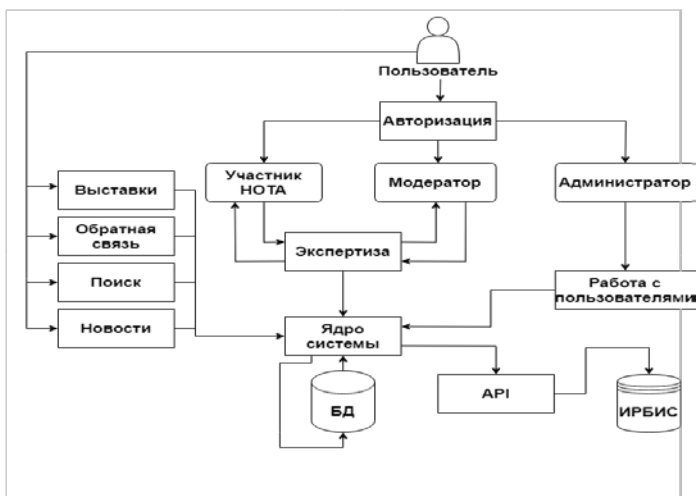 Пользователь
Авторизация
Участник
НОТА
Модератор
Администратор
Выставки
Обратная
связь
Поиск
Новости
Экспертиза
Работа с
пользователями
Ядро
системы
БД
API
ИРБИС